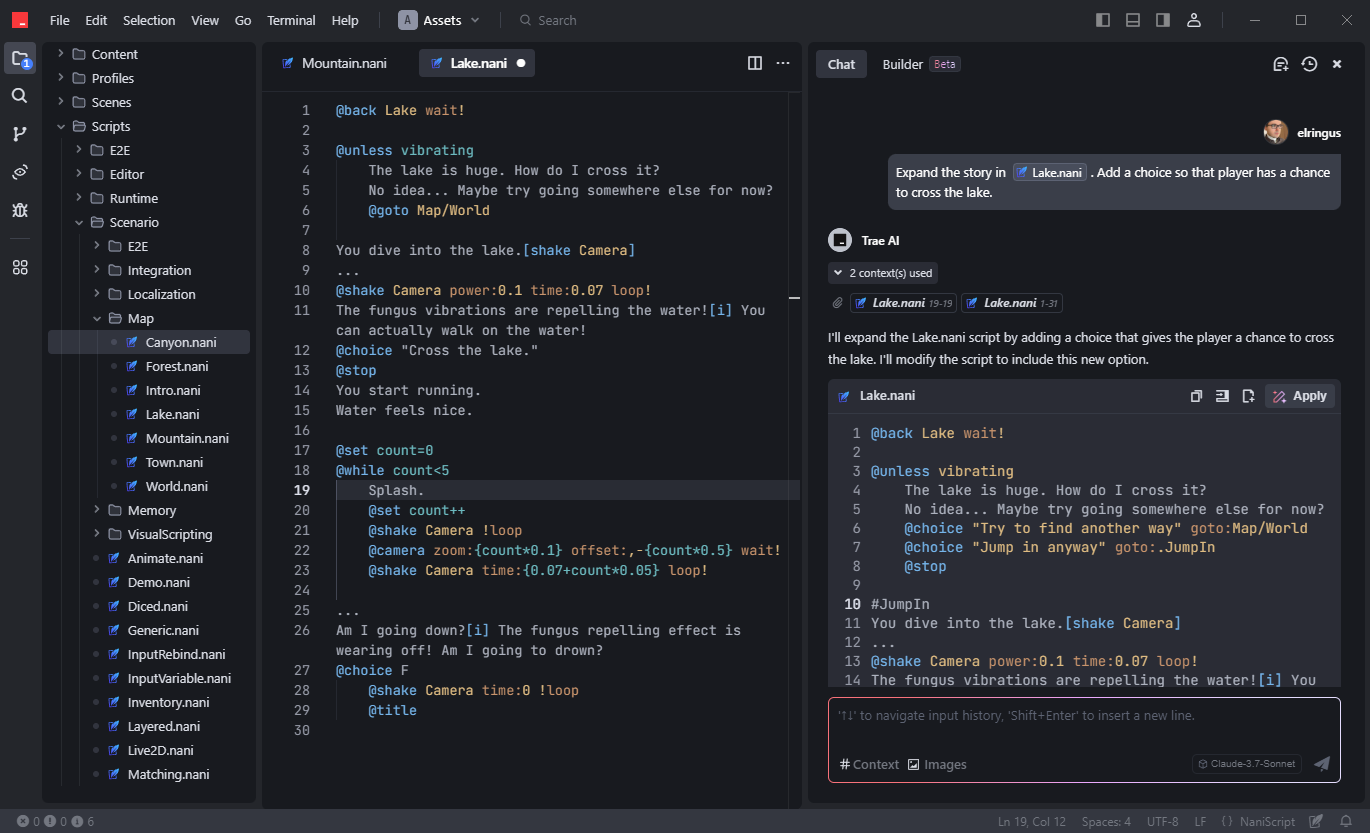 File Edit Selection View Go Terminal Help A Assets Search
1
Content
Profiles
Scenes
Scripts
E2E
Editor
Runtime
Scenario
E2E
Integration
Localization
Map
Canyon.nani
Forest.nani
Intro.nani
Lake.nani
Mountain.nani
Town.nani
World.nani
Memory
VisualScripting
Animate.nani
Demo.nani
Diced.nani
Generic.nani
InputRebind.nani
InputVariable.nani
Inventory.nani
Layered.nani
Live2D.nani
Matching.nani
Mountain.nani Lake.nani
1 @back Lake wait!
2
3 @unless vibrating
4 The lake is huge. How do I cross it?
5 No idea... Maybe try going somewhere else for now?
6 @goto Map/World
7
8 You dive into the lake.[shake Camera]
9 ...
10 @shake Camera power:0.1 time:0.07 loop!
11 The fungus vibrations are repelling the water![i] You
can actually walk on the water!
12 @choice "Cross the lake."
13 @stop
14 You start running.
15 Water feels nice.
16
17 @set count=0
18 @while count<5
19 Splash.
20 @set count++
21 @shake Camera !loop
22 @camera zoom:{count*0.1} offset:,-{count*0.5} wait!
23 @shake Camera time:{0.07+count*0.05} loop!
24
25 ...
26 Am I going down?[i] The fungus repelling effect is
wearing off! Am I going to drown?
27 @choice F
28 @shake Camera time:0 !loop
29 @title
30
Chat Builder Beta
elringus
Expand the story in Lake.nani . Add a choice so that player has a chance
to cross the lake.
Trae AI
2 context(s) used
Lake.nani 19-19 Lake.nani 1-31
I'll expand the Lake.nani script by adding a choice that gives the player a chance to cross
the lake. I'll modify the script to include this new option.
Lake.nani Apply
1 @back Lake wait!
2
3 @unless vibrating
4 The lake is huge. How do I cross it?
5 No idea... Maybe try going somewhere else for now?
6 @choice "Try to find another way" goto:Map/World
7 @choice "Jump in anyway" goto:.JumpIn
8 @stop
9
10 #JumpIn
11 You dive into the lake.[shake Camera]
12 ...
13 @shake Camera power:0.1 time:0.07 loop!
14 The fungus vibrations are repelling the water![i] You
'↑↓' to navigate input history, 'Shift+Enter' to insert a new line.
# Context Images Claude-3.7-Sonnet
0 0 6 Ln 19, Col 12 Spaces: 4 UTF-8 LF {} NaniScript